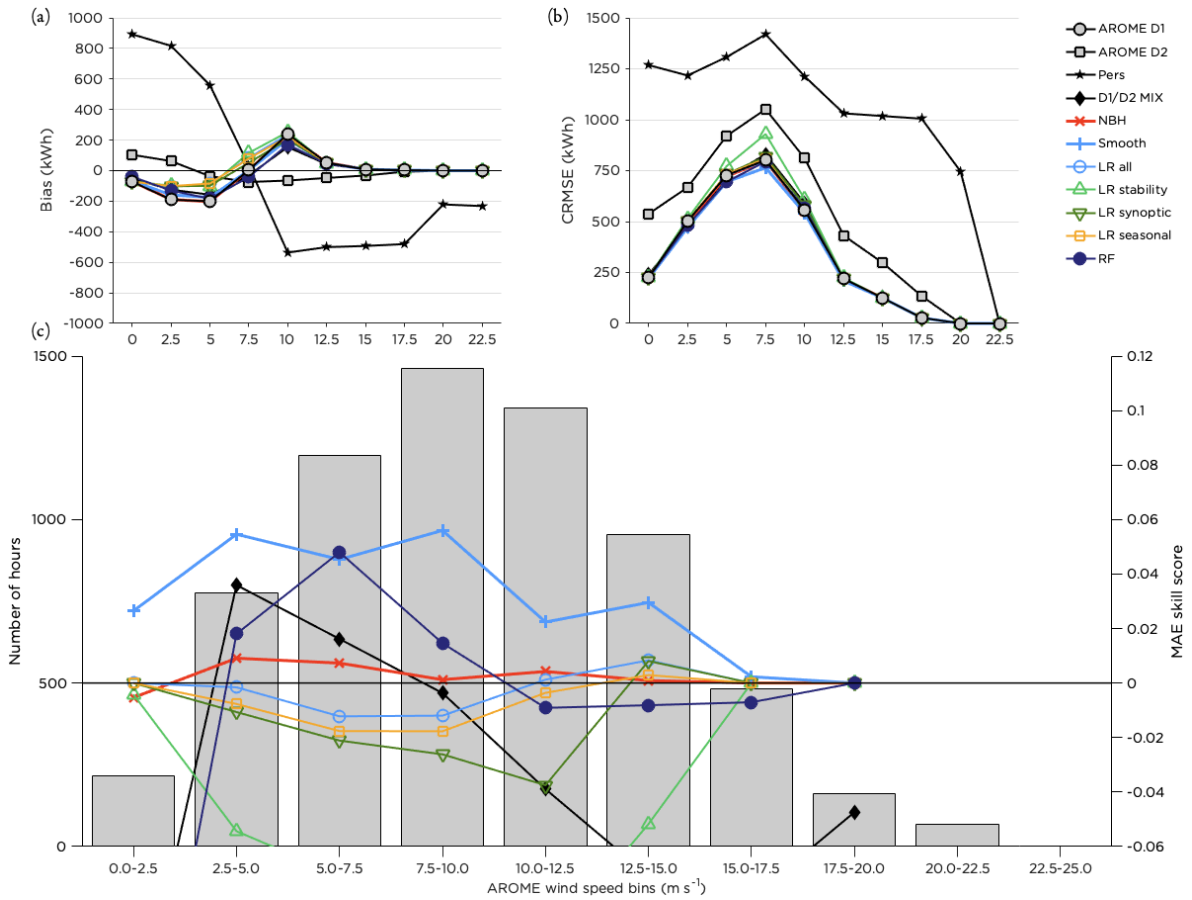 (a)
1000
800
600
400
200
0
-200
-400
-600
-800
-1000
Bias (kWh)
0 2.5 5 7.5 10 12.5 15 17.5 20 22.5
(b)
1500
1250
1000
750
500
250
0
CRMSE (kWh)
0 2.5 5 7.5 10 12.5 15 17.5 20 22.5
AROME D1
AROME D2
Pers
D1/D2 MIX
NBH
Smooth
LR all
LR stability
LR synoptic
LR seasonal
RF
(c)
1500
1000
500
0
Number of hours
0.12
0.1
0.08
0.06
0.04
0.02
0
-0.02
-0.04
-0.06
MAE skill score
0.0-2.5 2.5-5.0 5.0-7.5 7.5-10.0 10.0-12.5 12.5-15.0 15.0-17.5 17.5-20.0 20.0-22.5 22.5-25.0
AROME wind speed bins (m s⁻¹)